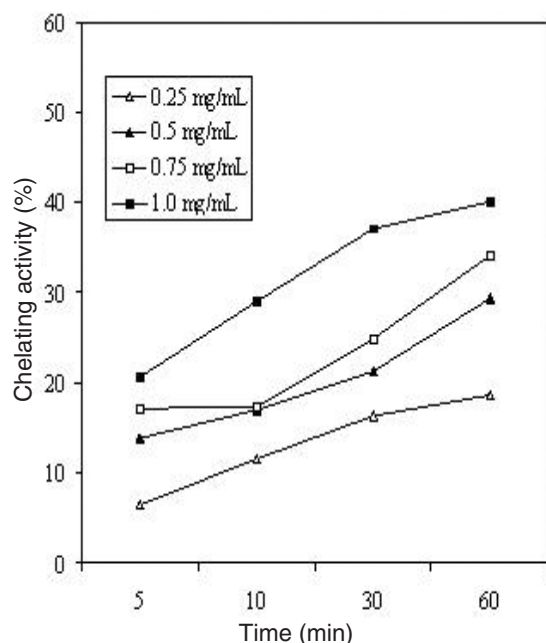 60
50
40
30
20
10
0
0.25 mg/mL
0.5 mg/mL
0.75 mg/mL
1.0 mg/mL
Chelating activity (%)
5 10 30 60
Time (min)